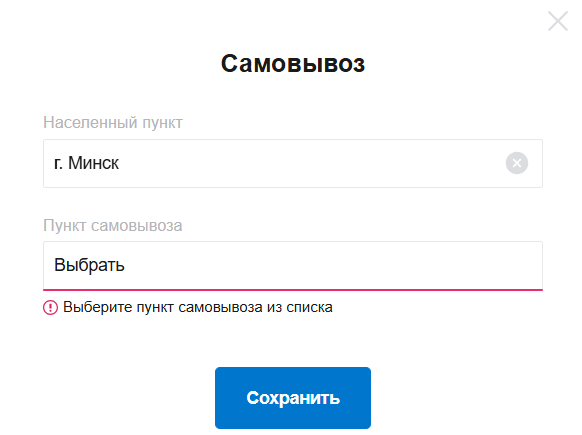 Самовывоз
Населенный пункт
г. Минск
Пункт самовывоза
Выбрать
Выберите пункт самовывоза из списка
Сохранить